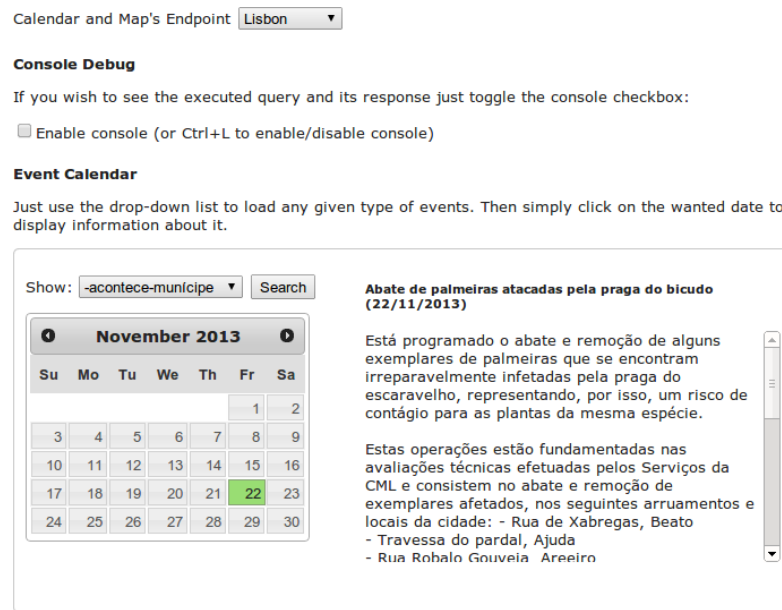 Calendar and Map's Endpoint Lisbon
Console Debug
If you wish to see the executed query and its response just toggle the console checkbox:
Enable console (or Ctrl+L to enable/disable console)
Event Calendar
Just use the drop-down list to load any given type of events. Then simply click on the wanted date to
display information about it.
Show: -acontece-munícipe Search
November 2013
Su Mo Tu We Th Fr Sa
1 2
3 4 5 6 7 8 9
10 11 12 13 14 15 16
17 18 19 20 21 22 23
24 25 26 27 28 29 30
Abate de palmeiras atacadas pela praga do bicudo
(22/11/2013)
Está programado o abate e remoção de alguns
exemplares de palmeiras que se encontram
irreparavelmente infetadas pela praga do
escaravelho, representando, por isso, um risco de
contágio para as plantas da mesma espécie.
Estas operações estão fundamentadas nas
avaliações técnicas efetuadas pelos Serviços da
CML e consistem no abate e remoção de
exemplares afetados, nos seguintes arruamentos e
locais da cidade: - Rua de Xabregas, Beato
- Travessa do pardal, Ajuda
- Rua Robalo Gouveia, Areeiro